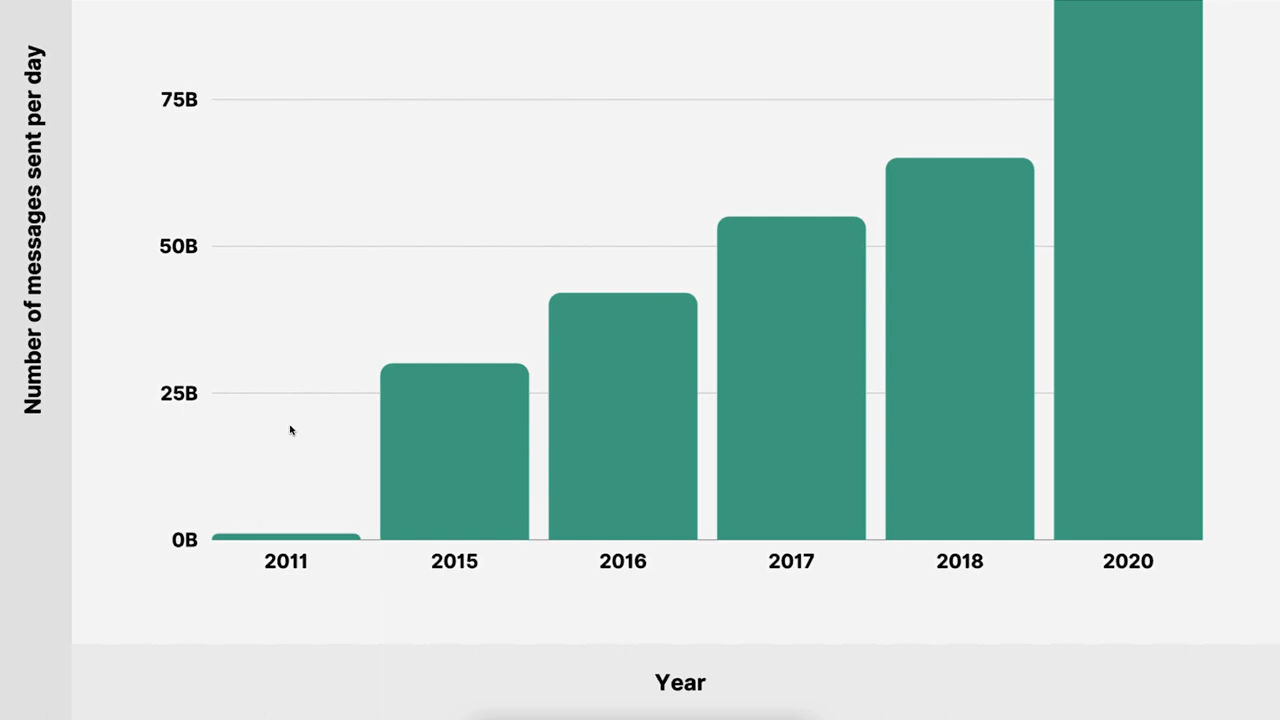 Number of messages sent per day
75B
50B
25B
0B
2011 2015 2016 2017 2018 2020
Year